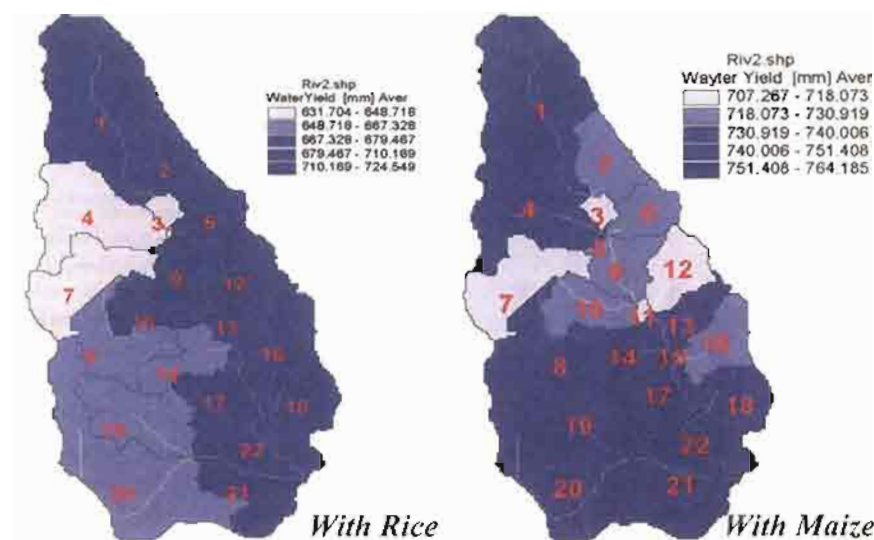 Riv2.shp
WaterYield [mm] Aver
631.704 - 648.718
648.718 - 667.328
667.328 - 679.467
679.467 - 710.169
710.169 - 724.549
1
2
3
4
5
7
9
12
10
13
14
16
17
18
22
21
With Rice
Riv2.shp
Wayter Yield [mm] Aver
707.267 - 718.073
718.073 - 730.919
730.919 - 740.006
740.006 - 751.408
751.408 - 764.185
1
2
3
4
5
6
9
12
7
10
11
13
8
14
15
16
17
18
19
22
20
21
With Maize